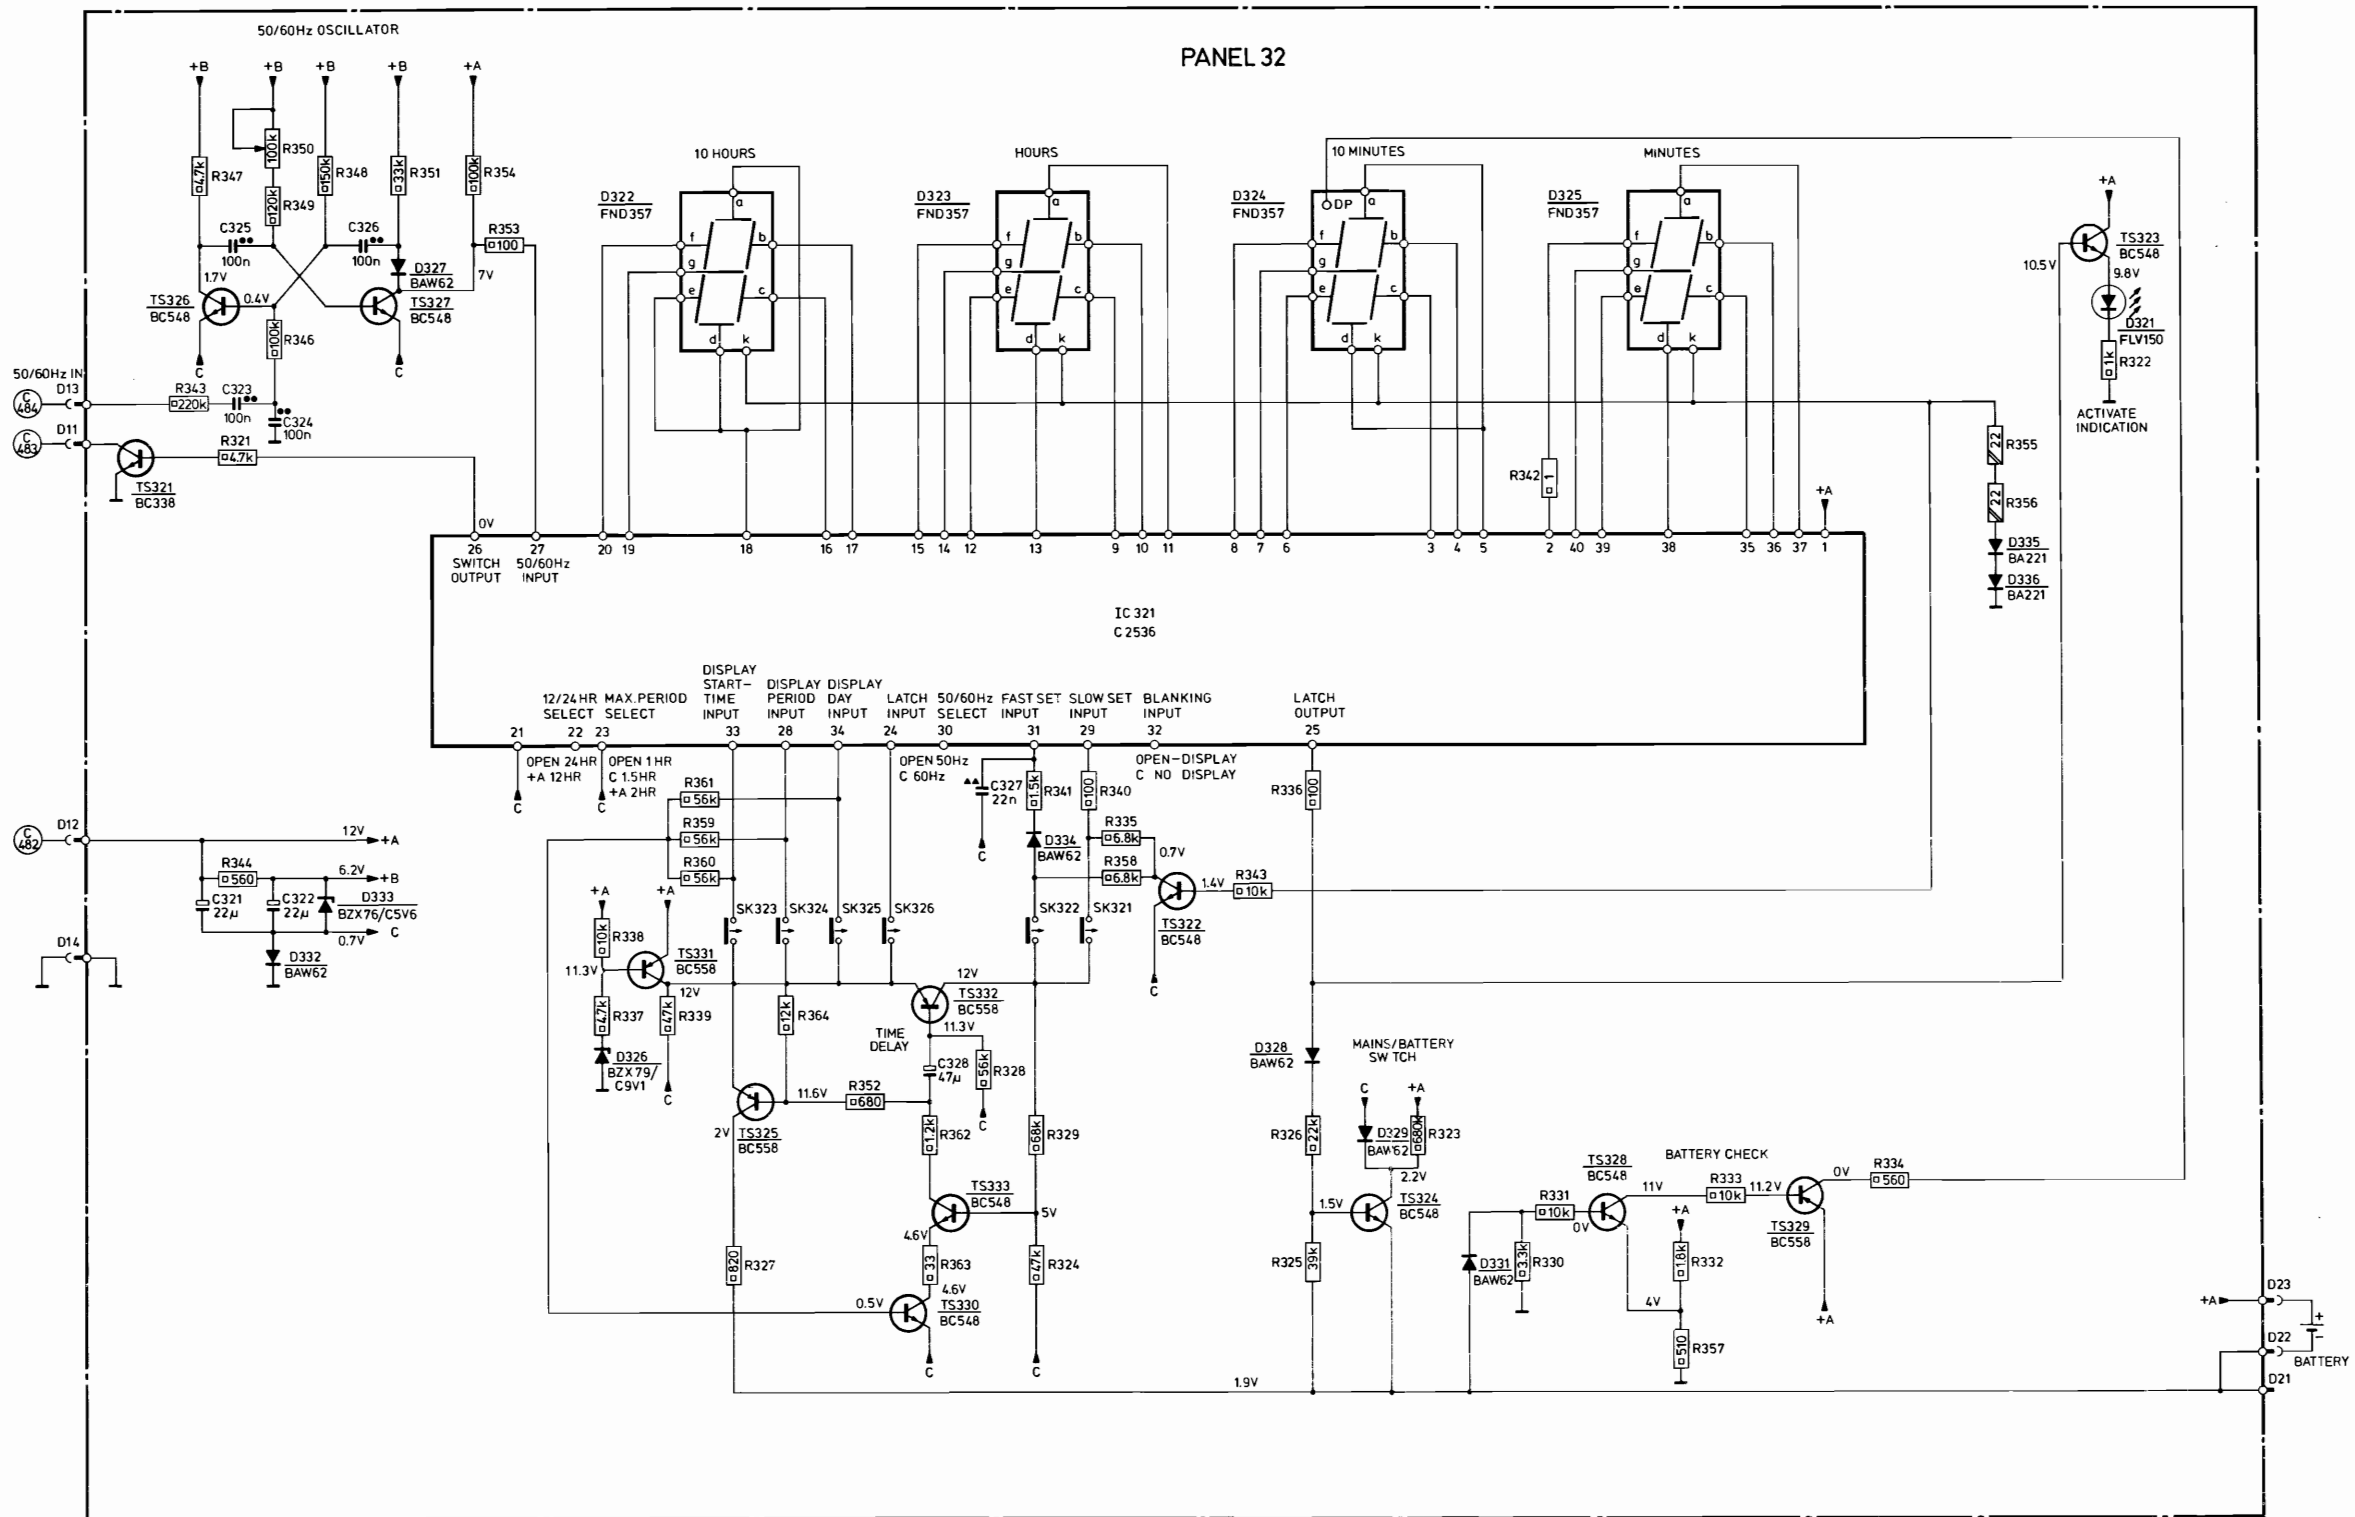 PANEL 32
50/60Hz OSCILLATOR
+B +B +B +B +A
4.7k R347
100k R350
120k R349
150k R348
33k R351
100k R354
R353
100
C325
100n
C326
100n
D327
BAW62
7V
1.7V
TS326
BC548
0.4V
TS327
BC548
100k R346
C
C
50/60Hz IN
C 484
D13
R343
220k
C323
100n
C324
100n
C 483
D11
R321
4.7k
TS321
BC338
10 HOURS
D322
FND357
a
f b
g
e c
d k
HOURS
D323
FND357
a
f b
g
e c
d k
10 MINUTES
D324
FND357
DP a
f b
g
e c
d k
MINUTES
D325
FND357
a
f b
g
e c
d k
R342
1
+A
+A
TS323
BC548
10.5V
9.8V
D321
FLV150
1k R322
ACTIVATE
INDICATION
22 R355
22 R356
D335
BA221
D336
BA221
0V
26 27 20 19 18 16 17 15 14 12 13 9 10 11 8 7 6 3 4 5 2 40 39 38 35 36 37 1
SWITCH
OUTPUT
50/60Hz
INPUT
IC 321
C 2536
12/24 HR
SELECT
MAX. PERIOD
SELECT
DISPLAY
START-
TIME
INPUT
DISPLAY
PERIOD
INPUT
DISPLAY
DAY
INPUT
LATCH
INPUT
50/60Hz
SELECT
FAST SET
INPUT
SLOW SET
INPUT
BLANKING
INPUT
LATCH
OUTPUT
21 22 23 33 28 34 24 30 31 29 32 25
OPEN 24HR
+A 12HR
OPEN 1 HR
C 1.5HR
+A 2HR
OPEN 50Hz
C 60Hz
OPEN-DISPLAY
C NO DISPLAY
C
C
R361
56k
R359
56k
R360
56k
C327
22n
C
1.5k R341
100 R340
D334
BAW62
R335
6.8k
R358
6.8k
0.7V
1.4V
R343
10k
TS322
BC548
C
R336 100
C 482
D12
12V +A
R344
560
6.2V +B
C321
22µ
C322
22µ
D333
BZX76/C5V6
0.7V C
D332
BAW62
D14
SK323 SK324 SK325 SK326 SK322 SK321
+A
10k R338
+A
11.3V
TS331
BC558
12V
4.7k R337
47k R339
D326
BZX79/
C9V1
C
12k R364
12V
TS332
BC558
11.3V
TIME
DELAY
C328
47µ
56k R328
C
11.6V
R352
680
2V
TS325
BC558
1.2k R362
68k R329
TS333
BC548
5V
4.6V
820 R327
33 R363
47k R324
4.6V
0.5V
TS330
BC548
C
C
D328
BAW62
MAINS/BATTERY
SW TCH
C +A
R326 22k
D329
BAW62
680k R323
2.2V
1.5V
TS324
BC548
R325 39k
1.9V
BATTERY CHECK
TS328
BC548
R331
10k
0V
11V
R333
10k
11.2V
0V
R334
560
TS329
BC558
+A
+A
D331
BAW62
3.3k R330
1.8k R332
4V
510 R357
+A
D23
+
-
D22
BATTERY
D21